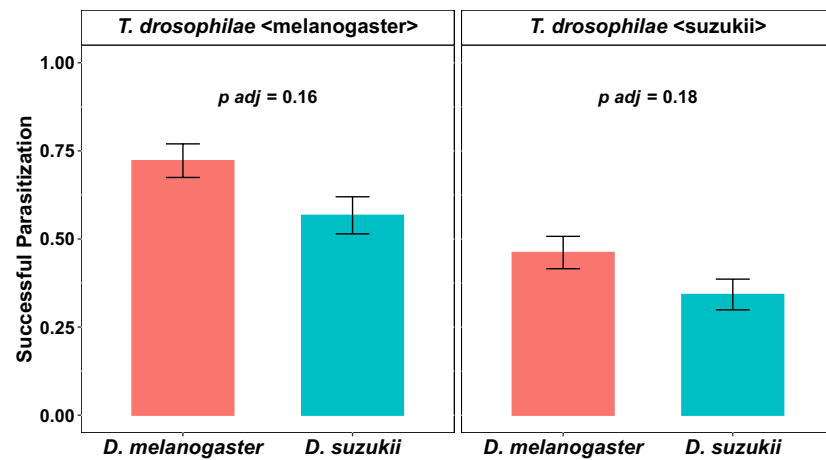 T. drosophilae <melanogaster>
T. drosophilae <suzukii>
Successful Parasitization
1.00
0.75
0.50
0.25
0.00
p adj = 0.16
p adj = 0.18
D. melanogaster
D. suzukii
D. melanogaster
D. suzukii